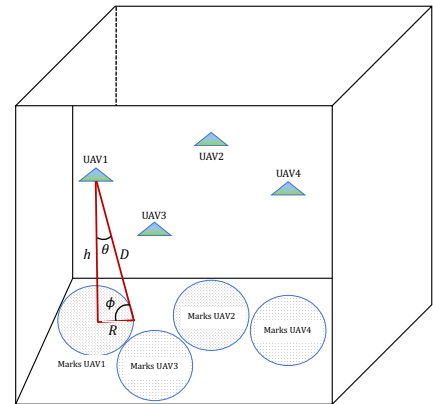 UAV2
UAV1
UAV4
UAV3
h
θ
D
ϕ
R
Marks UAV2
Marks UAV4
Marks UAV1
Marks UAV3